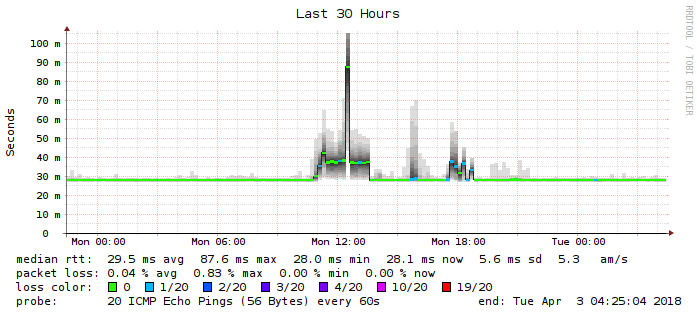 Last 30 Hours
RRDTOOL / TOBI OETIKER
Seconds
100 m
90 m
80 m
70 m
60 m
50 m
40 m
30 m
20 m
10 m
0
Mon 00:00 Mon 06:00 Mon 12:00 Mon 18:00 Tue 00:00
median rtt: 29.5 ms avg 87.6 ms max 28.0 ms min 28.1 ms now 5.6 ms sd 5.3 am/s
packet loss: 0.04 % avg 0.83 % max 0.00 % min 0.00 % now
loss color: 0 1/20 2/20 3/20 4/20 10/20 19/20
probe: 20 ICMP Echo Pings (56 Bytes) every 60s end: Tue Apr 3 04:25:04 2018